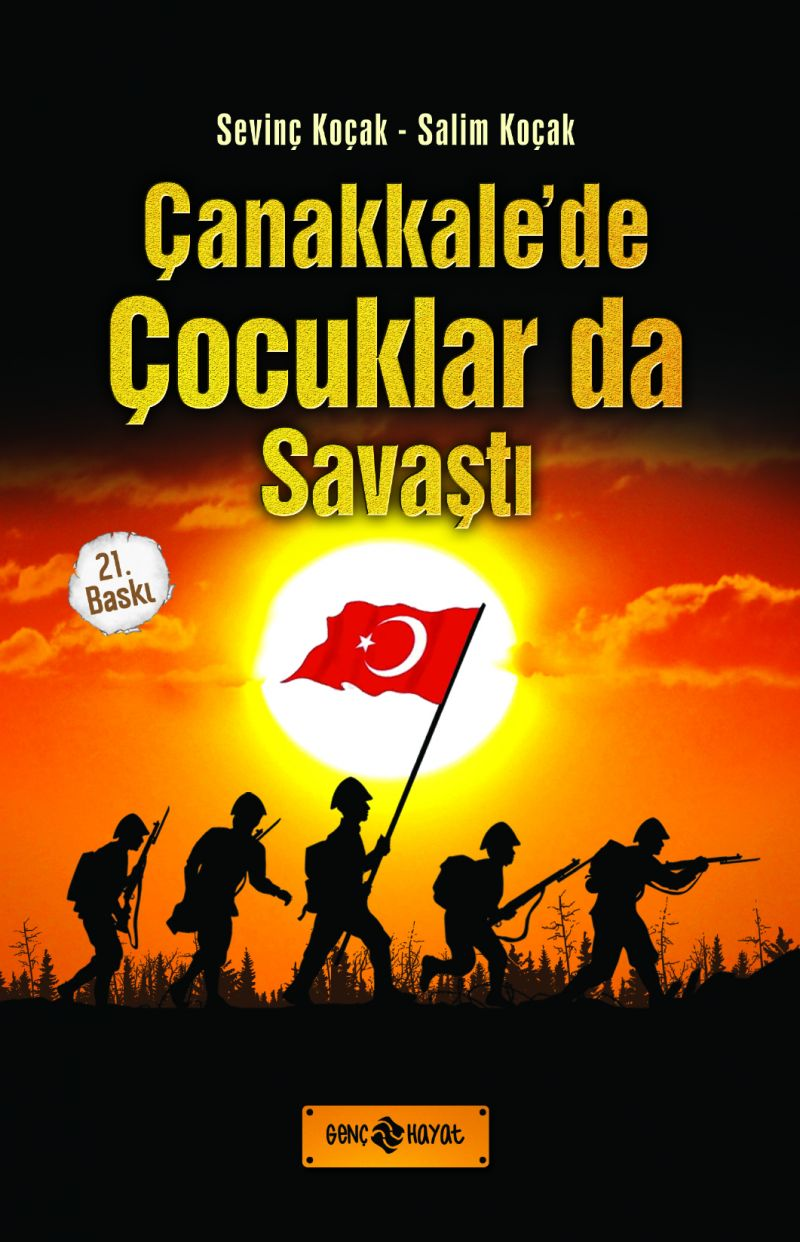 Sevinç Koçak - Salim Koçak
Çanakkale'de
Çocuklar da
Savaştı
21.
Baskı
GENÇ HAYAT